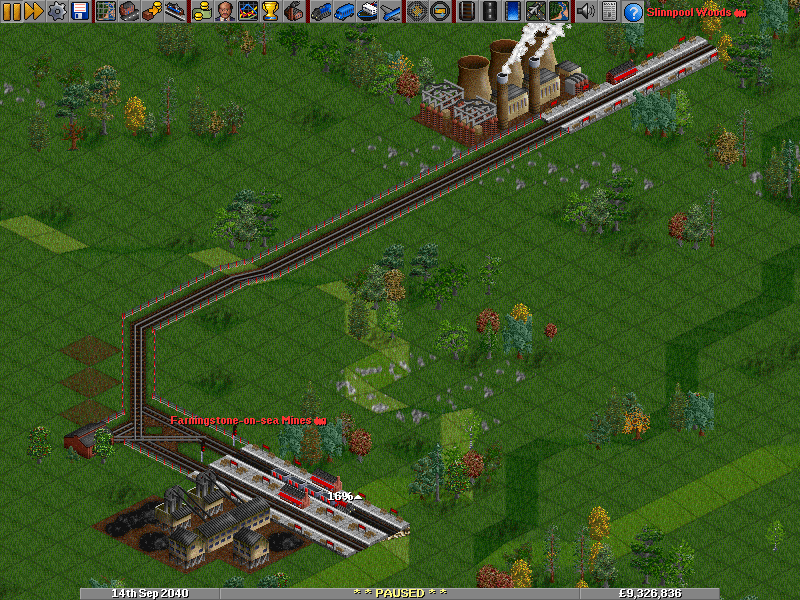 Slinnpool Woods
Farningstone-on-sea Mines
16%
14th Sep 2040
* * PAUSED * *
£9,326,836